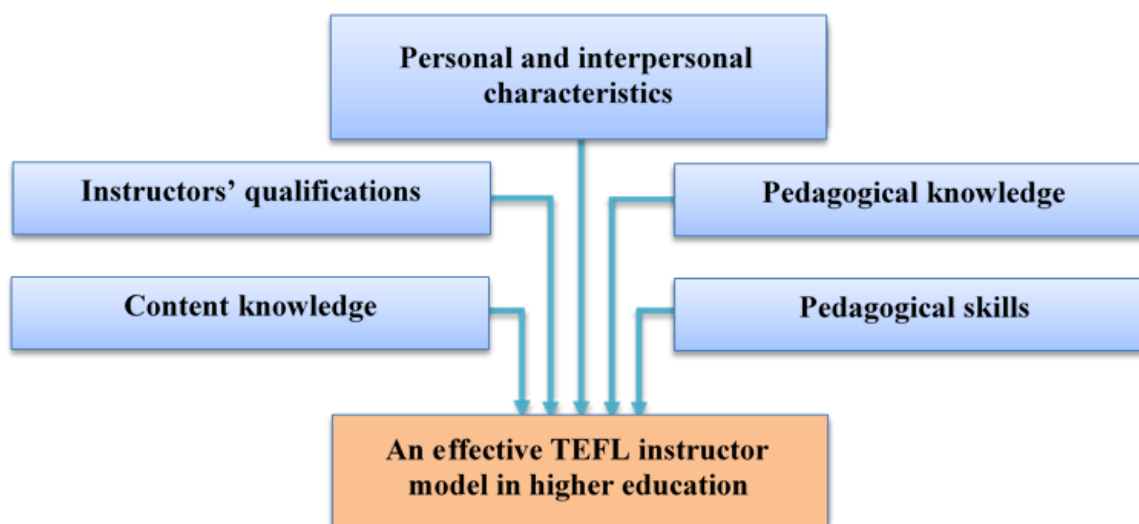 Personal and interpersonal
characteristics
Instructors’ qualifications
Pedagogical knowledge
Content knowledge
Pedagogical skills
An effective TEFL instructor
model in higher education